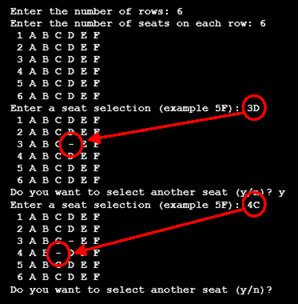 Enter the number of rows: 6
Enter the number of seats on each row: 6
1 A B C D E F
2 A B C D E F
3 A B C D E F
4 A B C D E F
5 A B C D E F
6 A B C D E F
Enter a seat selection (example 5F): 3D
1 A B C D E F
2 A B C D E F
3 A B C - E F
4 A B C D E F
5 A B C D E F
6 A B C D E F
Do you want to select another seat (y/n)? y
Enter a seat selection (example 5F): 4C
1 A B C D E F
2 A B C D E F
3 A B C - E F
4 A B - D E F
5 A B C D E F
6 A B C D E F
Do you want to select another seat (y/n)?